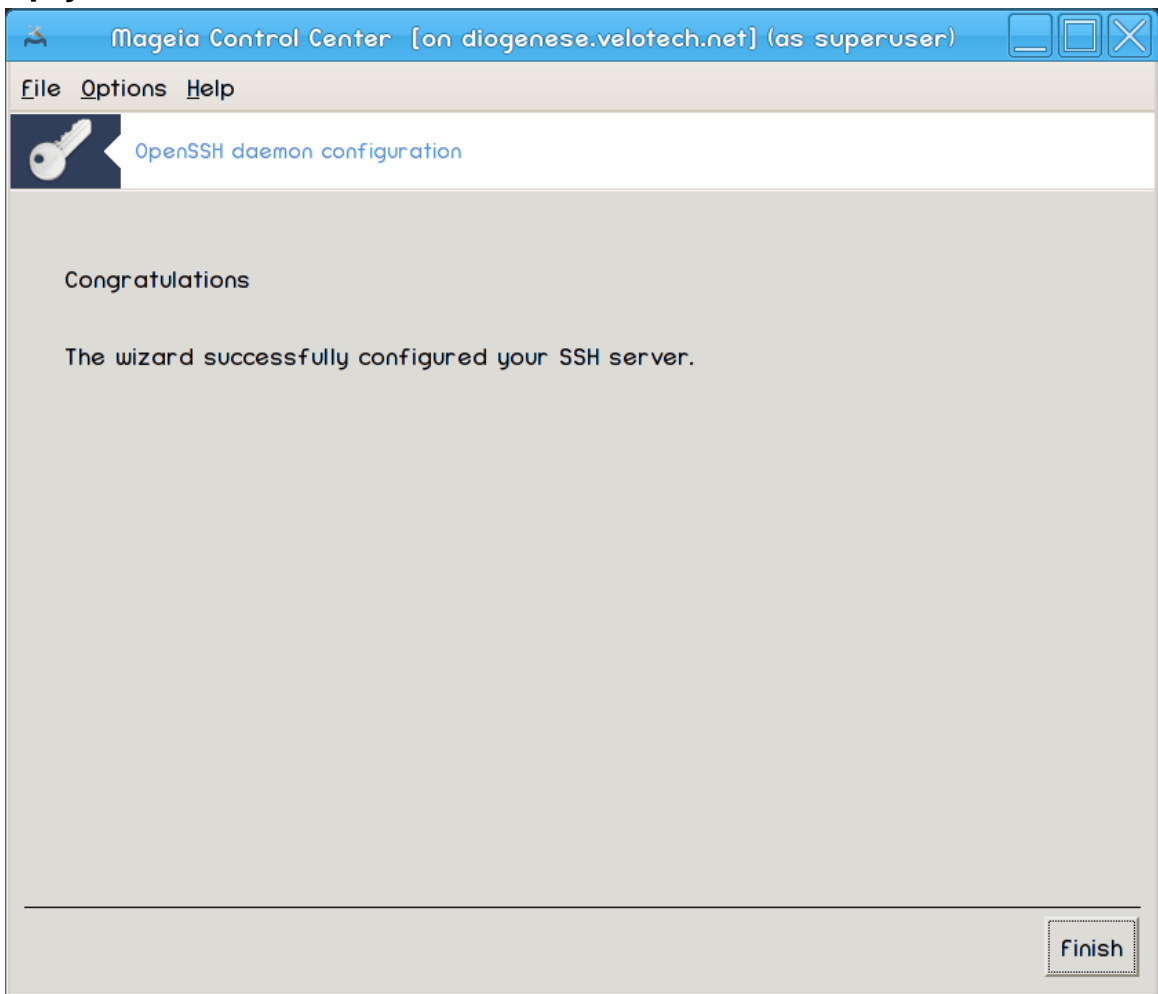 Mageia Control Center [on diogenese.velotech.net] (as superuser)
File Options Help
OpenSSH daemon configuration
Congratulations
The wizard successfully configured your SSH server.
Finish